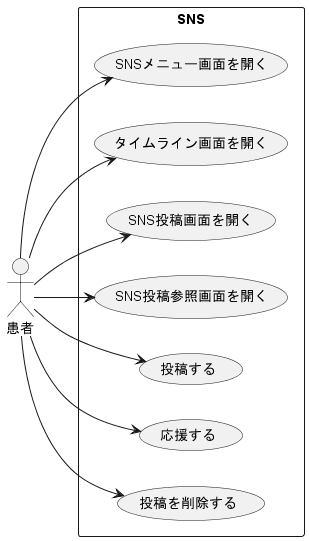 SNS
SNSメニュー画面を開く
タイムライン画面を開く
SNS投稿画面を開く
SNS投稿参照画面を開く
患者
投稿する
応援する
投稿を削除する